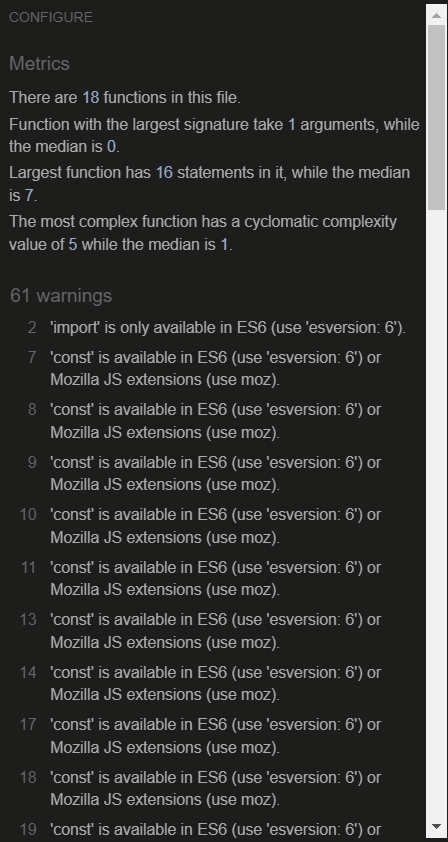 CONFIGURE
Metrics
There are 18 functions in this file.
Function with the largest signature take 1 arguments, while
the median is 0.
Largest function has 16 statements in it, while the median
is 7.
The most complex function has a cyclomatic complexity
value of 5 while the median is 1.
61 warnings
2 'import' is only available in ES6 (use 'esversion: 6').
7 'const' is available in ES6 (use 'esversion: 6') or
Mozilla JS extensions (use moz).
8 'const' is available in ES6 (use 'esversion: 6') or
Mozilla JS extensions (use moz).
9 'const' is available in ES6 (use 'esversion: 6') or
Mozilla JS extensions (use moz).
10 'const' is available in ES6 (use 'esversion: 6') or
Mozilla JS extensions (use moz).
11 'const' is available in ES6 (use 'esversion: 6') or
Mozilla JS extensions (use moz).
13 'const' is available in ES6 (use 'esversion: 6') or
Mozilla JS extensions (use moz).
14 'const' is available in ES6 (use 'esversion: 6') or
Mozilla JS extensions (use moz).
17 'const' is available in ES6 (use 'esversion: 6') or
Mozilla JS extensions (use moz).
18 'const' is available in ES6 (use 'esversion: 6') or
Mozilla JS extensions (use moz).
19 'const' is available in ES6 (use 'esversion: 6') or